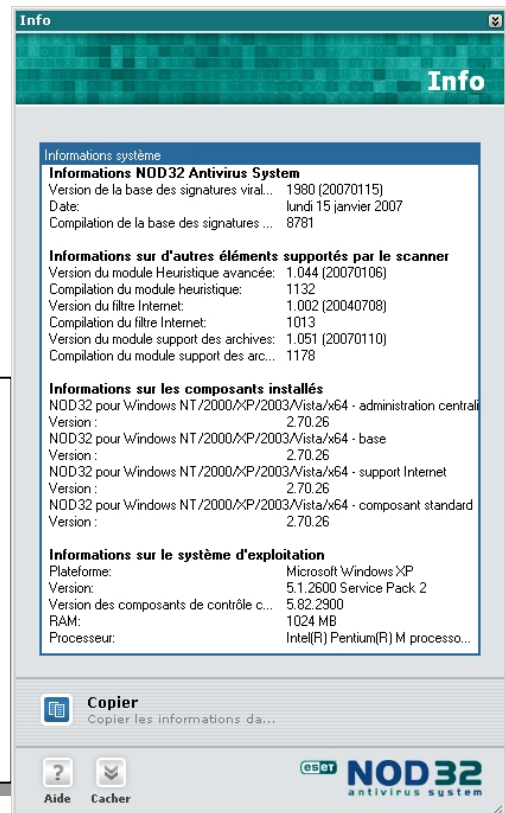 Info
Info
Informations système
Informations NOD32 Antivirus System
Version de la base des signatures viral... 1980 (20070115)
Date: lundi 15 janvier 2007
Compilation de la base des signatures ... 8781
Informations sur d'autres éléments supportés par le scanner
Version du module Heuristique avancée: 1.044 (20070106)
Compilation du module heuristique: 1132
Version du filtre Internet: 1.002 (20040708)
Compilation du filtre Internet: 1013
Version du module support des archives: 1.051 (20070110)
Compilation du module support des arc... 1178
Informations sur les composants installés
NOD32 pour Windows NT/2000/XP/2003/Vista/x64 - administration centrali
Version : 2.70.26
NOD32 pour Windows NT/2000/XP/2003/Vista/x64 - base
Version : 2.70.26
NOD32 pour Windows NT/2000/XP/2003/Vista/x64 - support Internet
Version : 2.70.26
NOD32 pour Windows NT/2000/XP/2003/Vista/x64 - composant standard
Version : 2.70.26
Informations sur le système d'exploitation
Plateforme: Microsoft Windows XP
Version: 5.1.2600 Service Pack 2
Version des composants de contrôle c... 5.82.2900
RAM: 1024 MB
Processeur: Intel(R) Pentium(R) M processo...
Copier
Copier les informations da...
? 
Aide Cacher
eset NOD32
antivirus system